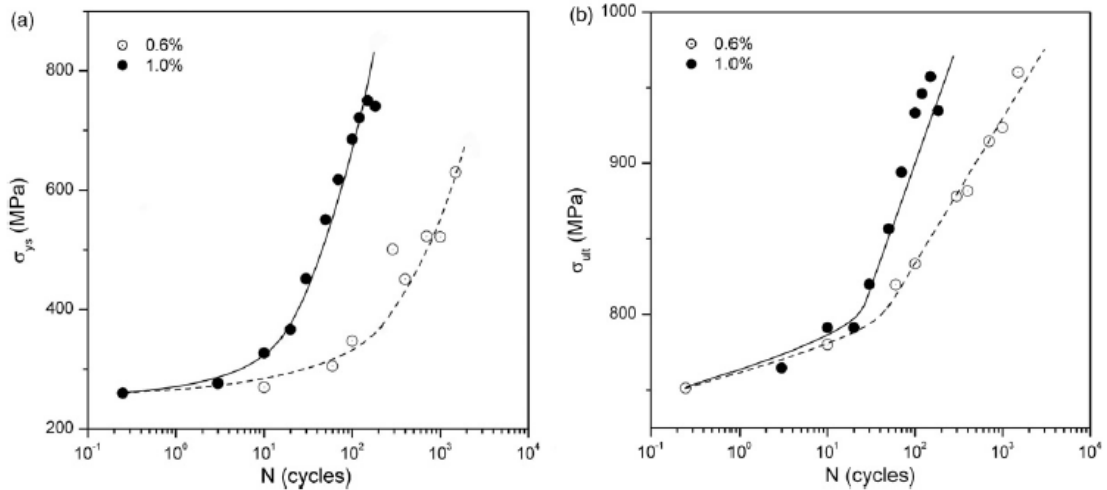 (a)
0.6%
1.0%
800
600
400
200
σys (MPa)
10⁻¹ 10⁰ 10¹ 10² 10³ 10⁴
N (cycles)
(b)
0.6%
1.0%
1000
900
800
σult (MPa)
10⁻¹ 10⁰ 10¹ 10² 10³ 10⁴
N (cycles)